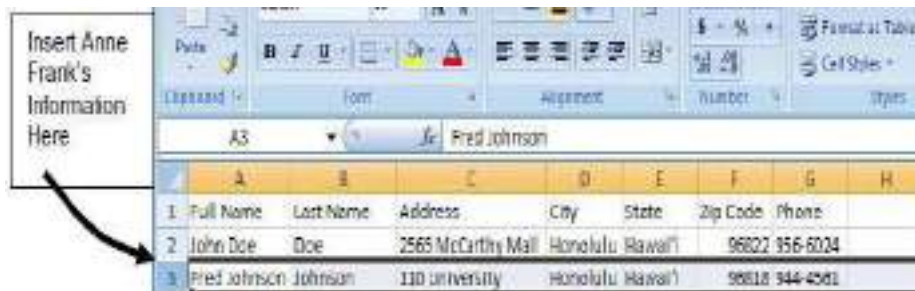 Insert Anne
Frank's
Information
Here
Paste
B I U A
$ % ,
Format as Table
Cell Styles
Clipboard
Font
Alignment
Number
Styles
A3 fx Fred Johnson
A B C D E F G H
1 Full Name Last Name Address City State Zip Code Phone
2 John Doe Doe 2565 McCarthy Mall Honolulu Hawai'i 96822 956-6024
3 Fred Johnson Johnson 110 University Honolulu Hawai'i 96818 944-4561